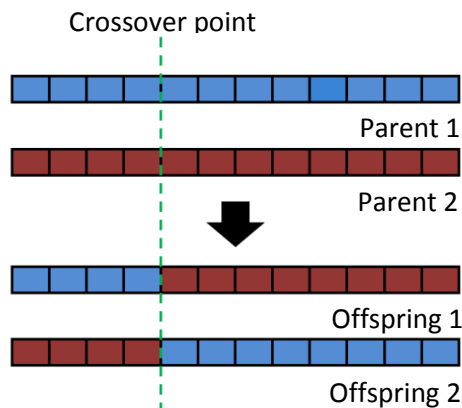 Crossover point
Parent 1
Parent 2
Offspring 1
Offspring 2